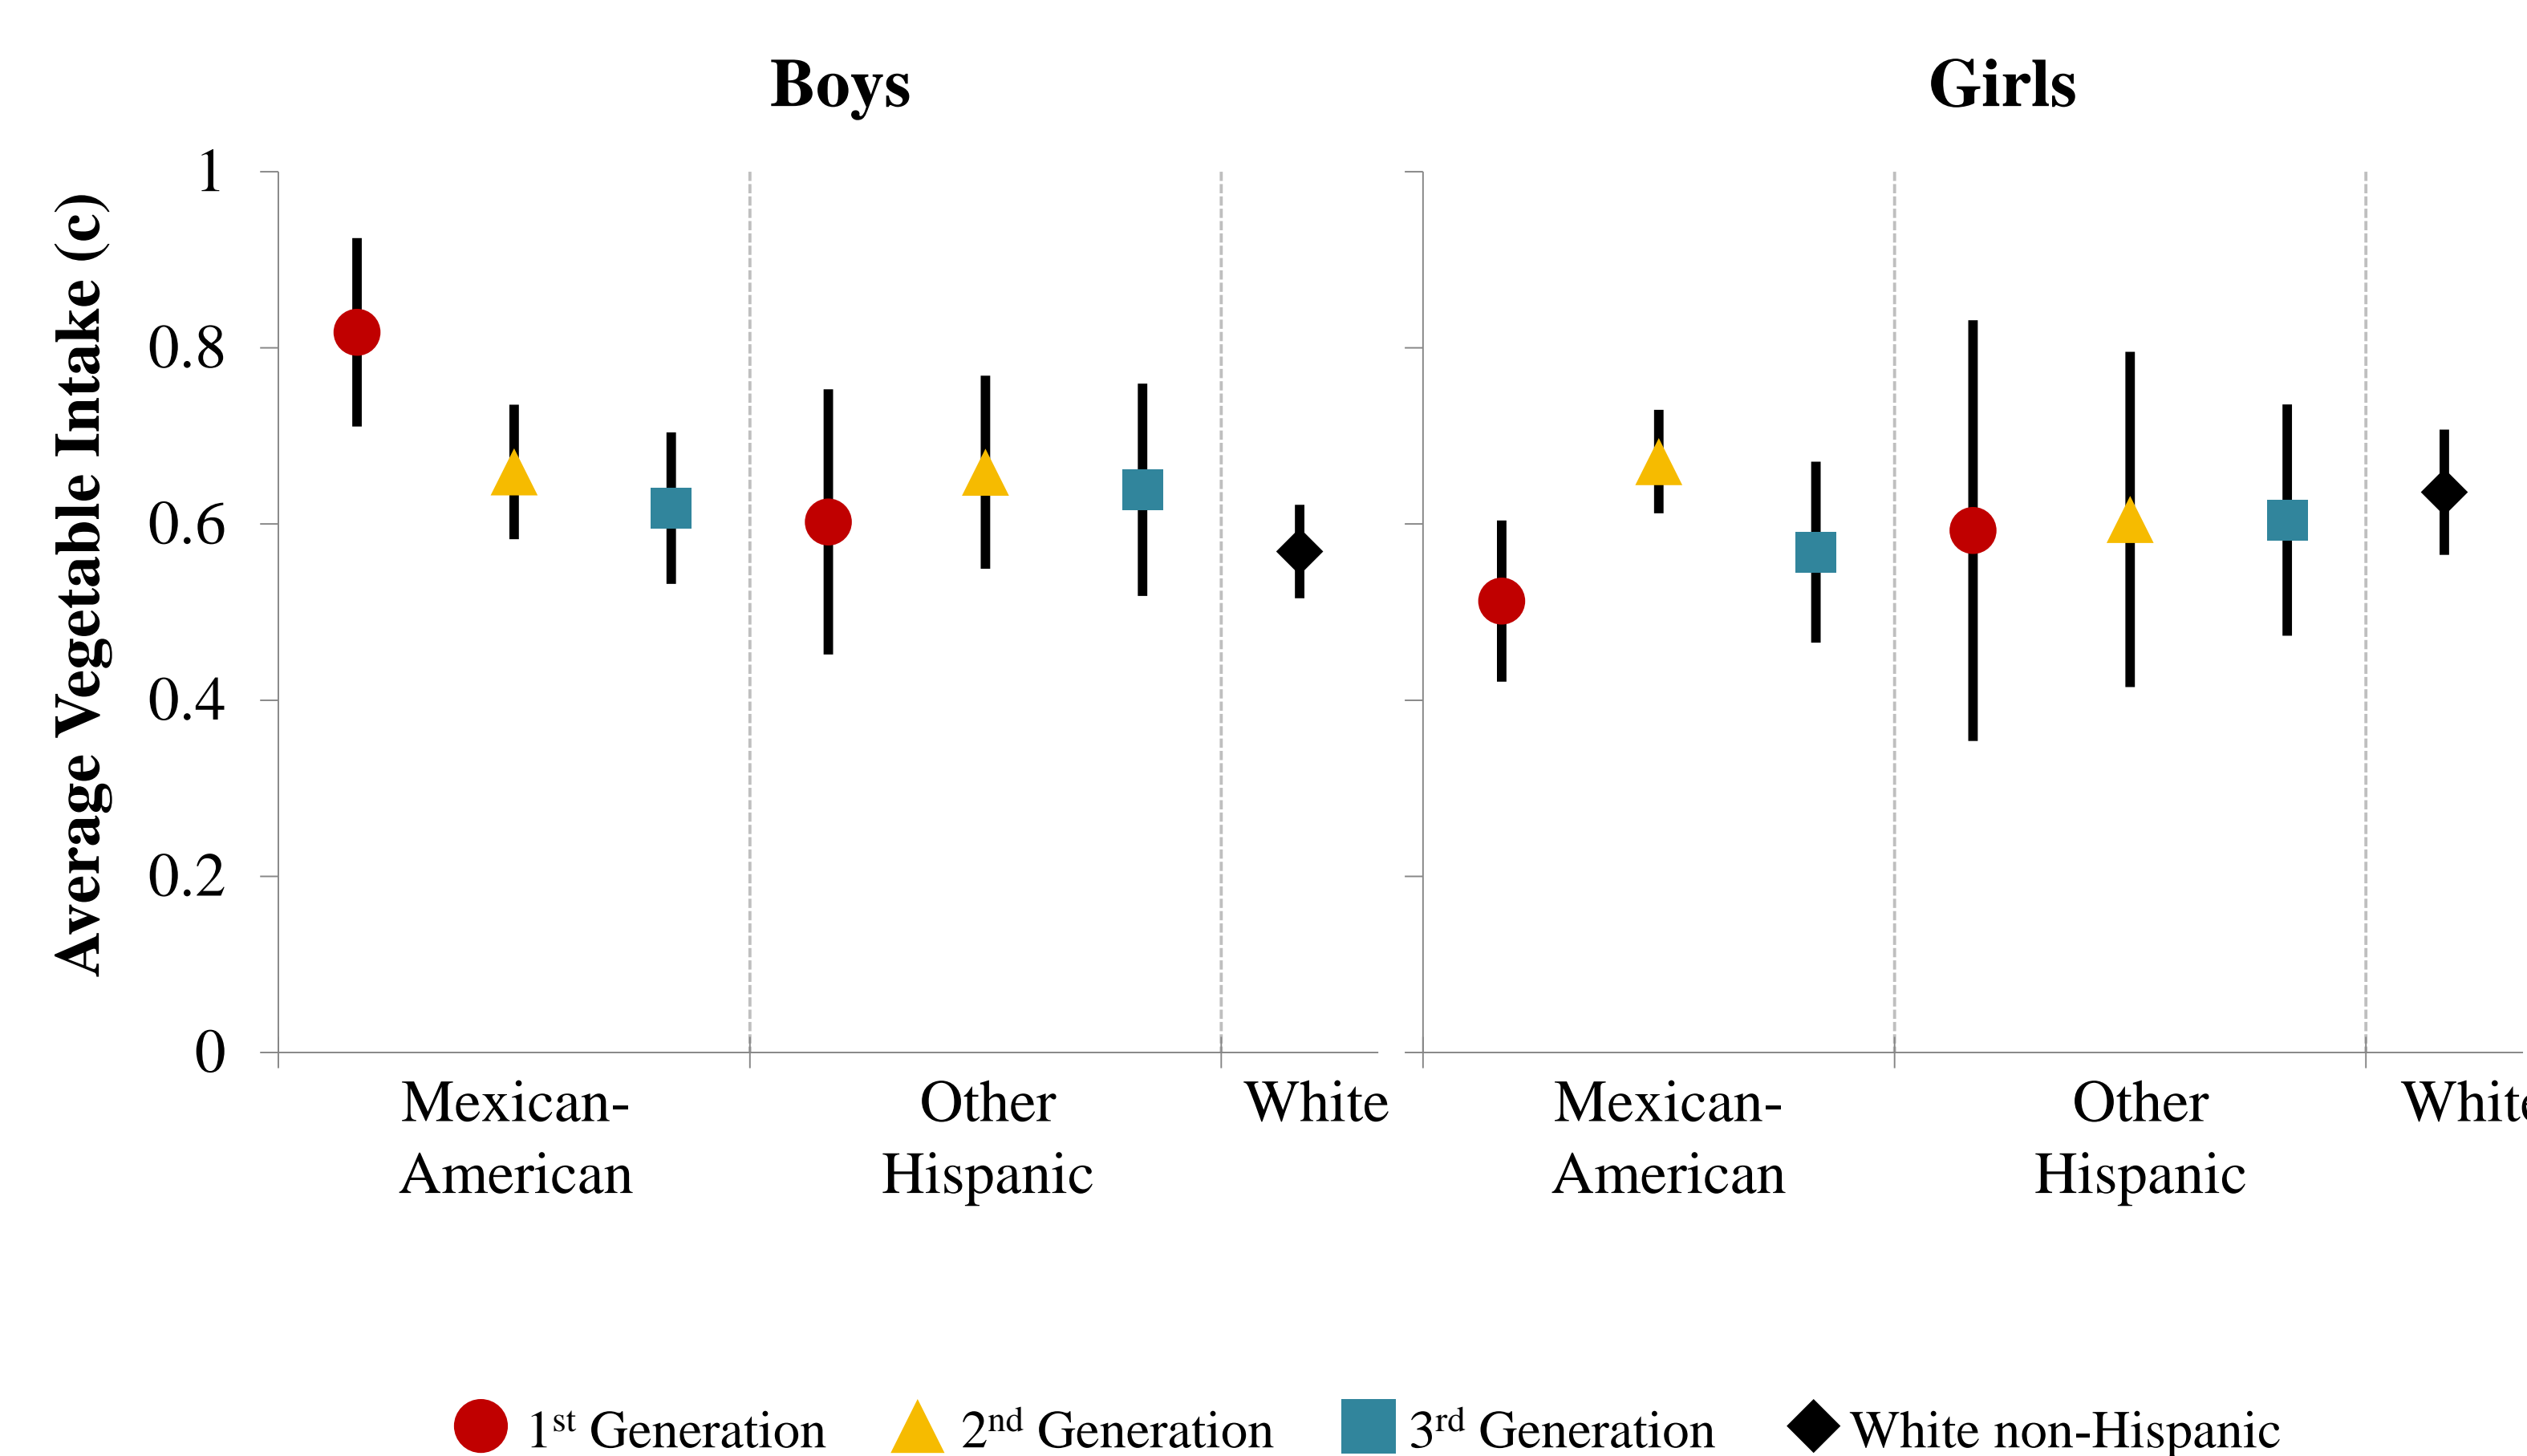 Boys
Girls
Average Vegetable Intake (c)
1
0.8
0.6
0.4
0.2
0
Mexican-
American
Other
Hispanic
White
Mexican-
American
Other
Hispanic
White
1st Generation
2nd Generation
3rd Generation
White non-Hispanic